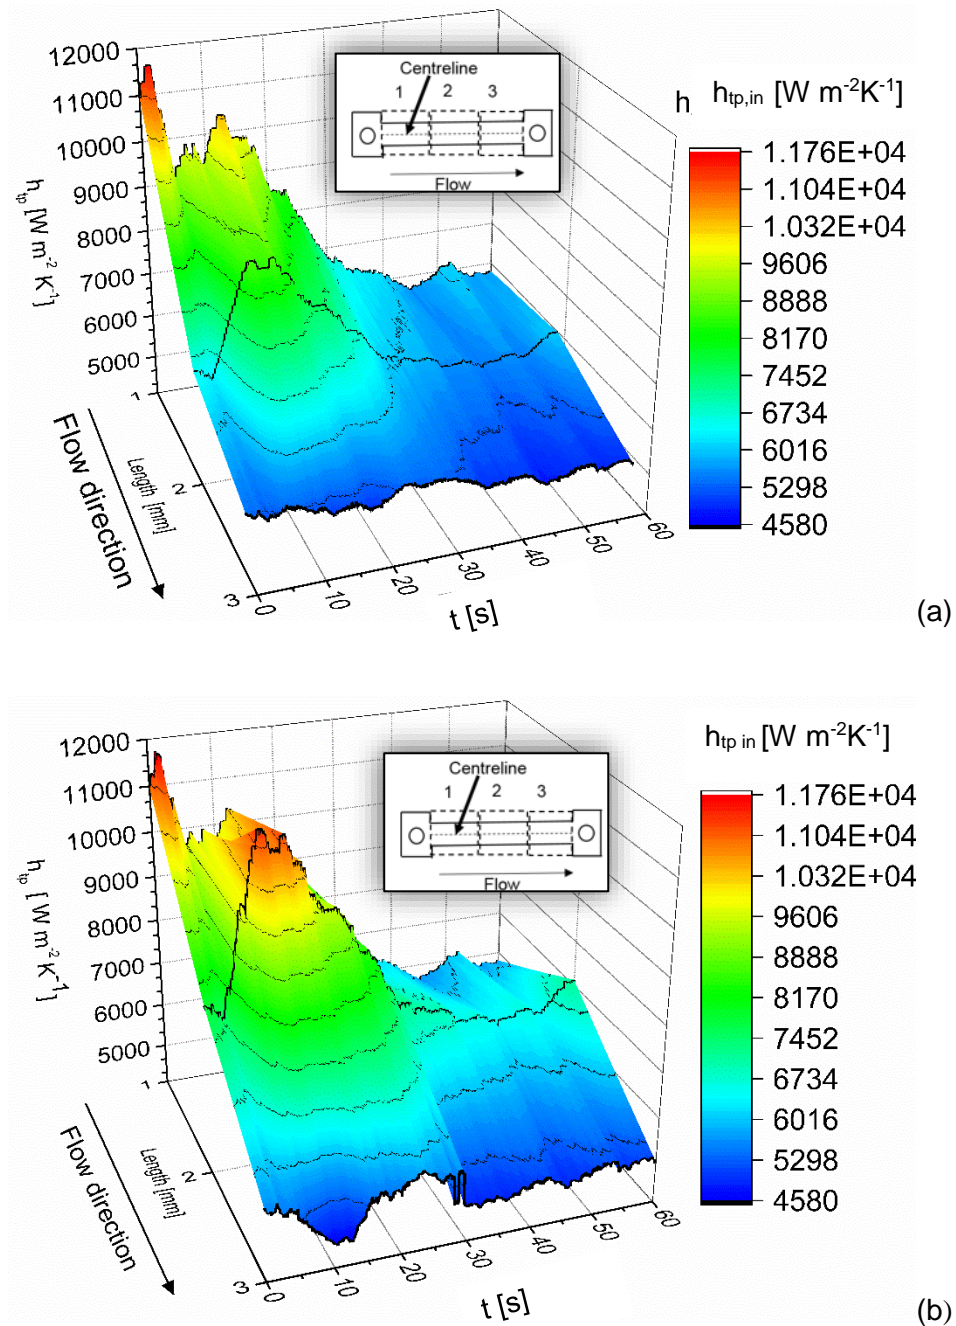 12000
11000
10000
9000
8000
7000
6000
5000
h_tp [W m^-2 K^-1]
1
2
3
Length [mm]
Flow direction
0
10
20
30
40
50
60
t [s]
Centreline
1 2 3
Flow
h h_tp,in [W m^-2K^-1]
1.176E+04
1.104E+04
1.032E+04
9606
8888
8170
7452
6734
6016
5298
4580
(a)
12000
11000
10000
9000
8000
7000
6000
5000
h_tp [W m^-2 K^-1]
1
2
3
Length [mm]
Flow direction
0
10
20
30
40
50
60
t [s]
Centreline
1 2 3
Flow
h_tp in [W m^-2K^-1]
1.176E+04
1.104E+04
1.032E+04
9606
8888
8170
7452
6734
6016
5298
4580
(b)